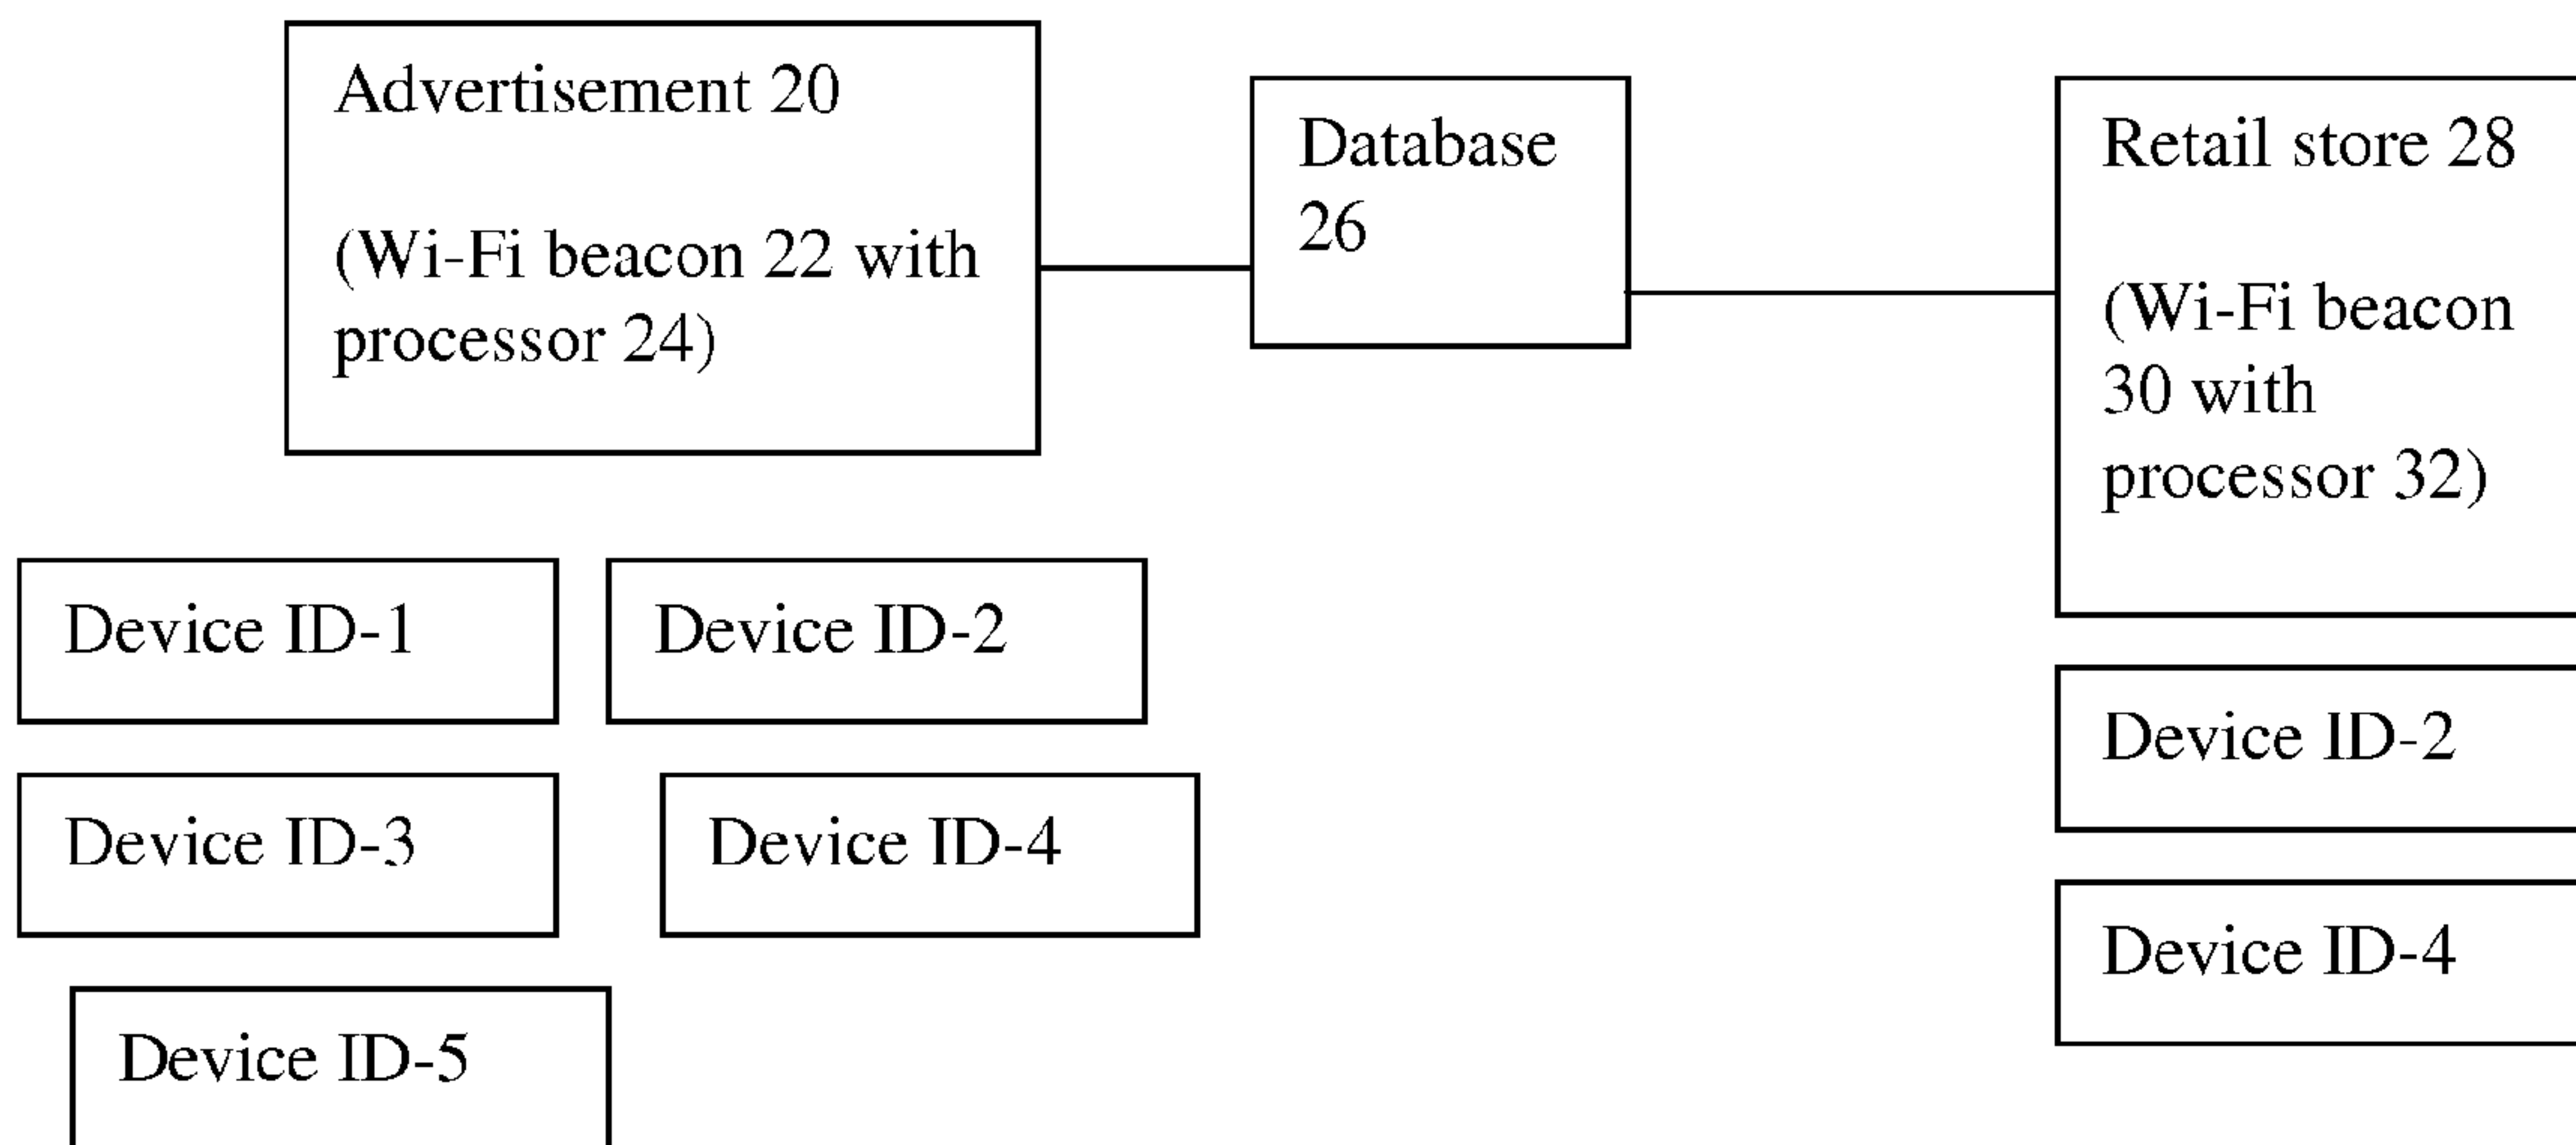 Advertisement 20
(Wi-Fi beacon 22 with
processor 24)
Database
26
Retail store 28
(Wi-Fi beacon
30 with
processor 32)
Device ID-1
Device ID-2
Device ID-3
Device ID-4
Device ID-5
Device ID-2
Device ID-4